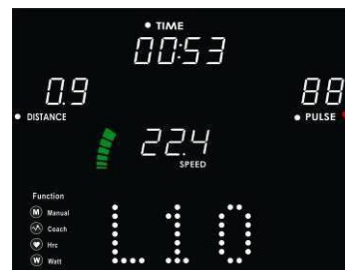 TIME
00:53
0.9
DISTANCE
88
PULSE
22.4
SPEED
Function
M Manual
Coach
Hrc
W Watt
L10